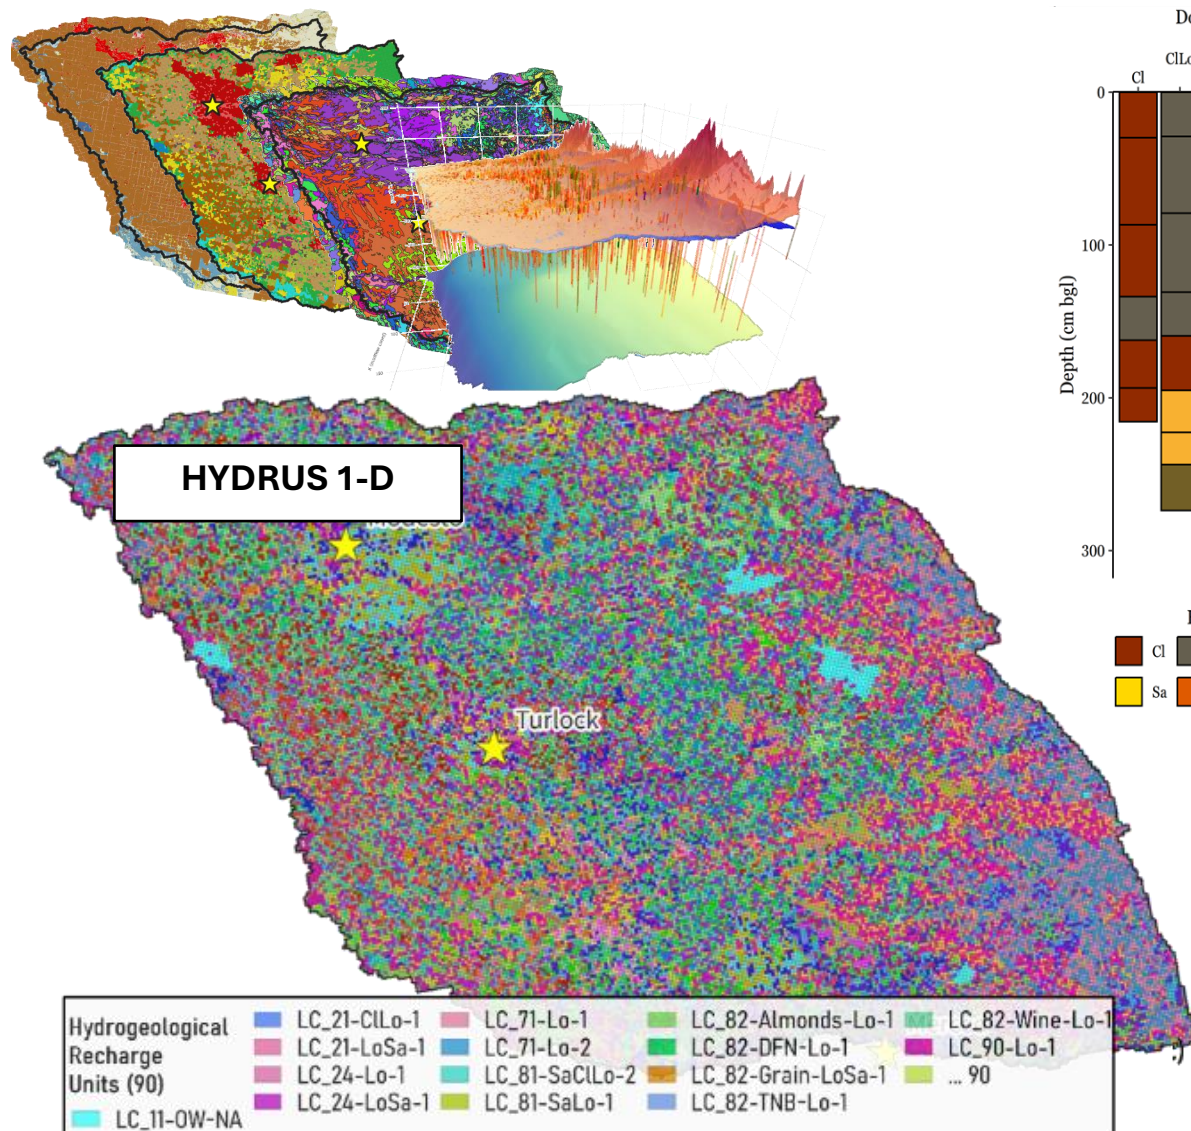 Cl
0
100
200
300
Depth (cm bgl)
Cl
Sa
HYDRUS 1-D
Turlock
Hydrogeological
Recharge
Units (90)
LC_11-OW-NA
LC_21-ClLo-1
LC_21-LoSa-1
LC_24-Lo-1
LC_24-LoSa-1
LC_71-Lo-1
LC_71-Lo-2
LC_81-SaClLo-2
LC_81-SaLo-1
LC_82-Almonds-Lo-1
LC_82-DFN-Lo-1
LC_82-Grain-LoSa-1
LC_82-TNB-Lo-1
LC_82-Wine-Lo-1
LC_90-Lo-1
... 90